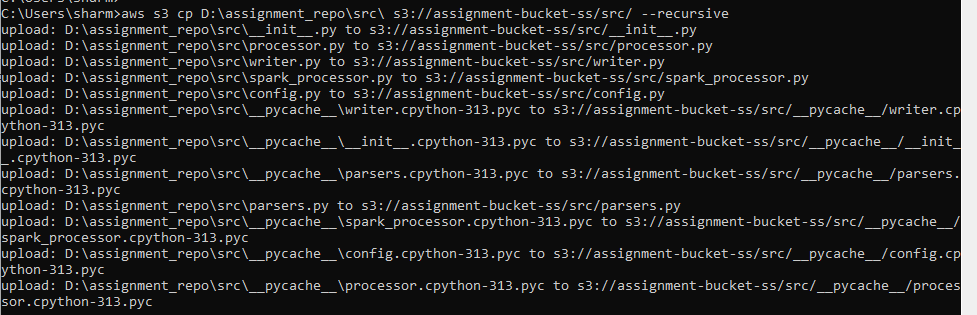 C:\Users\sharm>aws s3 cp D:\assignment_repo\src\ s3://assignment-bucket-ss/src/ --recursive
upload: D:\assignment_repo\src\__init__.py to s3://assignment-bucket-ss/src/__init__.py
upload: D:\assignment_repo\src\processor.py to s3://assignment-bucket-ss/src/processor.py
upload: D:\assignment_repo\src\writer.py to s3://assignment-bucket-ss/src/writer.py
upload: D:\assignment_repo\src\spark_processor.py to s3://assignment-bucket-ss/src/spark_processor.py
upload: D:\assignment_repo\src\config.py to s3://assignment-bucket-ss/src/config.py
upload: D:\assignment_repo\src\__pycache__\writer.cpython-313.pyc to s3://assignment-bucket-ss/src/__pycache__/writer.cp
ython-313.pyc
upload: D:\assignment_repo\src\__pycache__\__init__.cpython-313.pyc to s3://assignment-bucket-ss/src/__pycache__/__init_
_.cpython-313.pyc
upload: D:\assignment_repo\src\__pycache__\parsers.cpython-313.pyc to s3://assignment-bucket-ss/src/__pycache__/parsers.
cpython-313.pyc
upload: D:\assignment_repo\src\parsers.py to s3://assignment-bucket-ss/src/parsers.py
upload: D:\assignment_repo\src\__pycache__\spark_processor.cpython-313.pyc to s3://assignment-bucket-ss/src/__pycache__/
spark_processor.cpython-313.pyc
upload: D:\assignment_repo\src\__pycache__\config.cpython-313.pyc to s3://assignment-bucket-ss/src/__pycache__/config.cp
ython-313.pyc
upload: D:\assignment_repo\src\__pycache__\processor.cpython-313.pyc to s3://assignment-bucket-ss/src/__pycache__/proces
sor.cpython-313.pyc